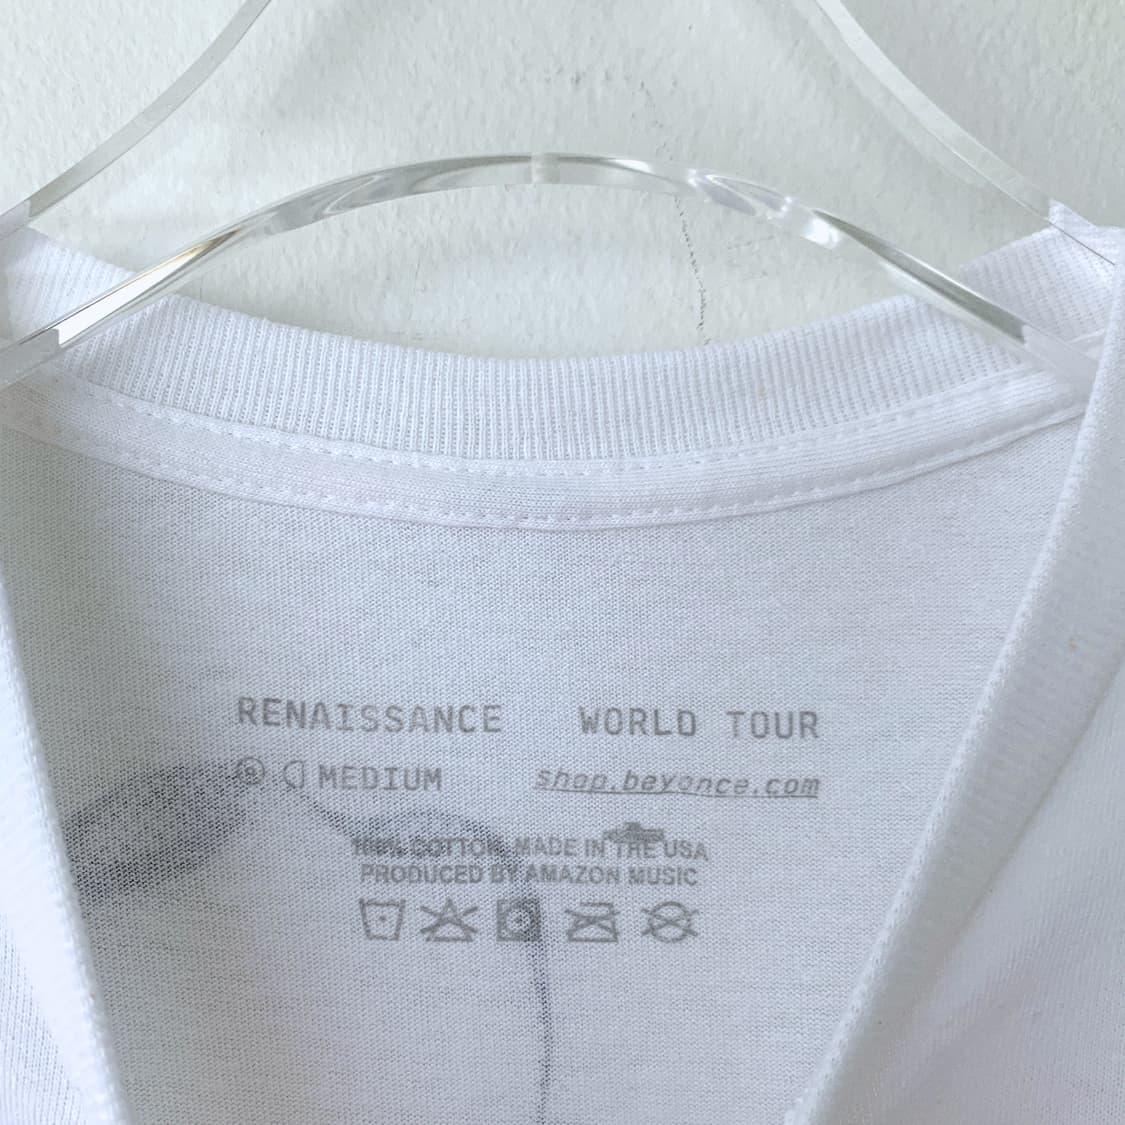 RENAISSANCE WORLD TOUR
MEDIUM shop.beyonce.com
100% COTTON, MADE IN THE USA
PRODUCED BY AMAZON MUSIC